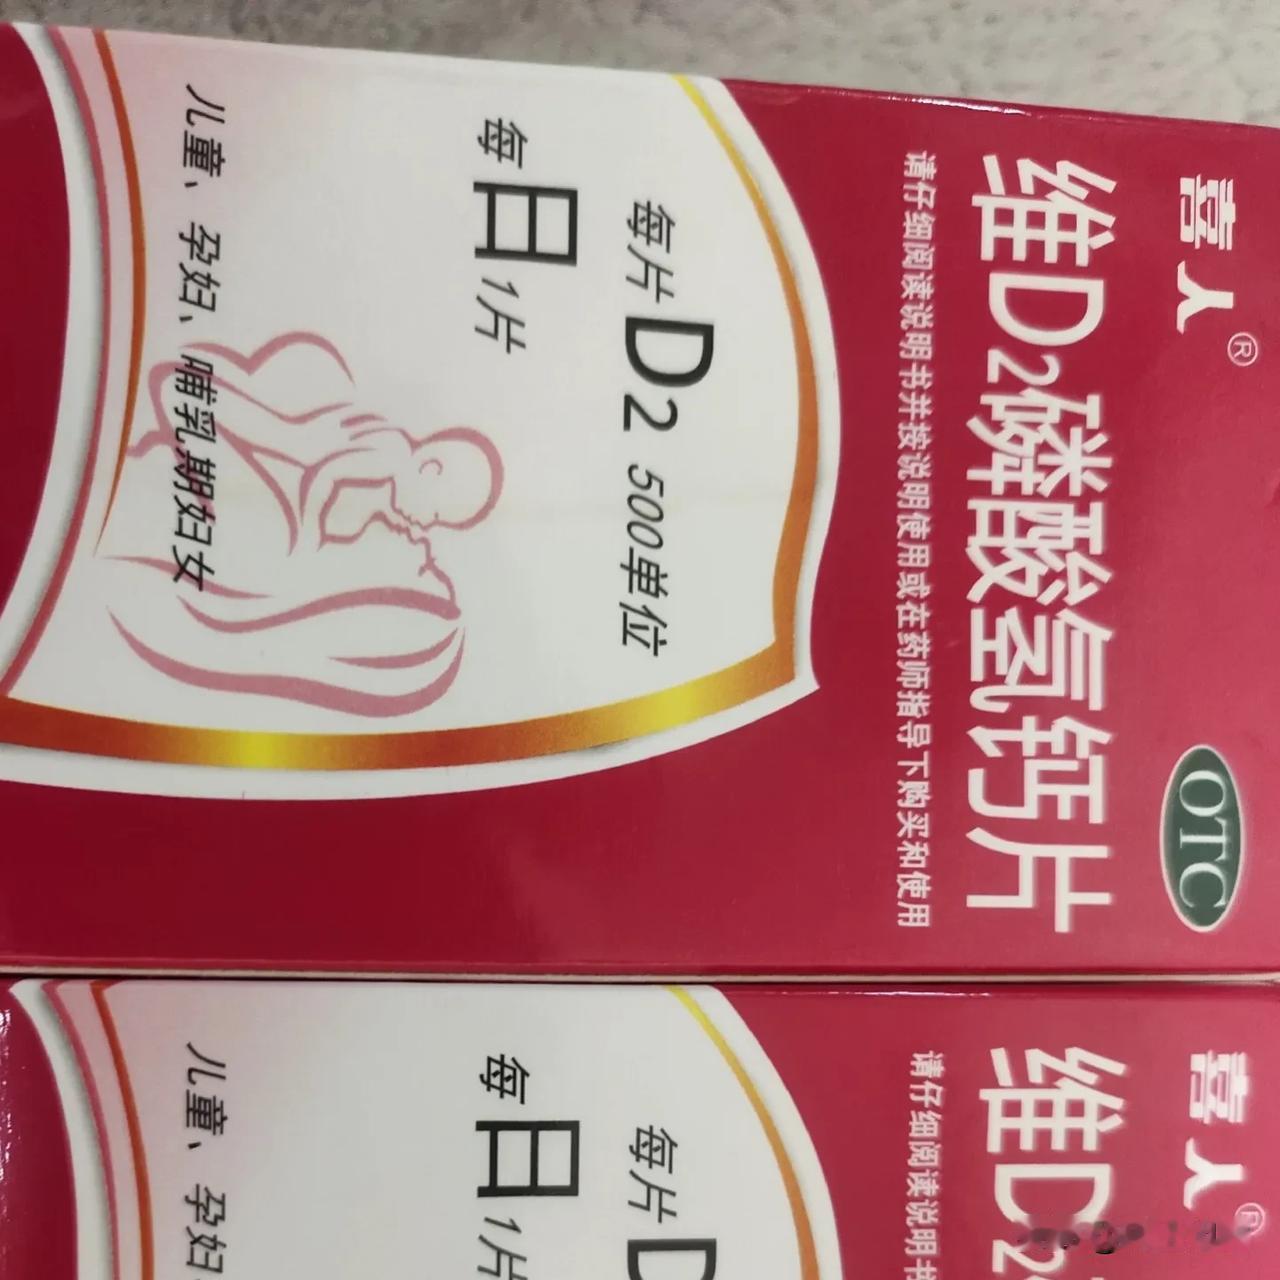 喜人®
OTC
维D2磷酸氢钙片
请仔细阅读说明书并按说明使用或在药师指导下购买和使用
每片D2 500单位
每日1片
儿童、孕妇、哺乳期妇女
喜人®
维D2
请仔细阅读说明书
每片D
每日1片
儿童、孕妇